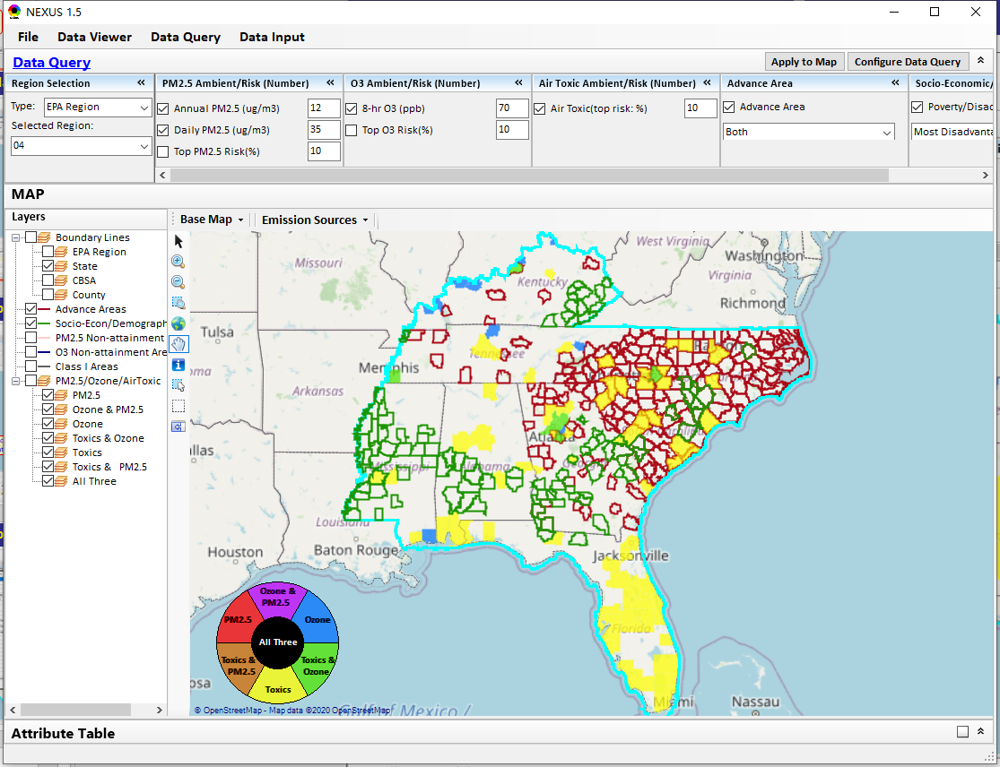 NEXUS 1.5
File Data Viewer Data Query Data Input
Data Query Apply to Map Configure Data Query
Region Selection PM2.5 Ambient/Risk (Number) O3 Ambient/Risk (Number) Air Toxic Ambient/Risk (Number) Advance Area Socio-Economic/
Type: EPA Region
Selected Region:
04
Annual PM2.5 (ug/m3) 12
Daily PM2.5 (ug/m3) 35
Top PM2.5 Risk(%) 10
8-hr O3 (ppb) 70
Top O3 Risk(%) 10
Air Toxic(top risk: %) 10
Advance Area
Both
Poverty/Disad
Most Disadvanta
MAP
Layers
Base Map Emission Sources
Boundary Lines
EPA Region
State
CBSA
County
Advance Areas
Socio-Econ/Demograph
PM2.5 Non-attainment
O3 Non-attainment Are
Class I Areas
PM2.5/Ozone/AirToxic
PM2.5
Ozone & PM2.5
Ozone
Toxics & Ozone
Toxics
Toxics & PM2.5
All Three
West Virginia
Washington
Missouri
Kentucky
Virginia
Richmond
Tulsa
Tennessee
Memphis
Arkansas
Atlanta
Mississippi
Alabama
Georgia
Louisiana
Baton Rouge
Houston
Jacksonville
Florida
Miami
Nassau
Gulf of Mexico /
Ozone & PM2.5
PM2.5
Ozone
All Three
Toxics & PM2.5
Toxics & Ozone
Toxics
© OpenStreetMap - Map data ©2020 OpenStreetMap
Attribute Table